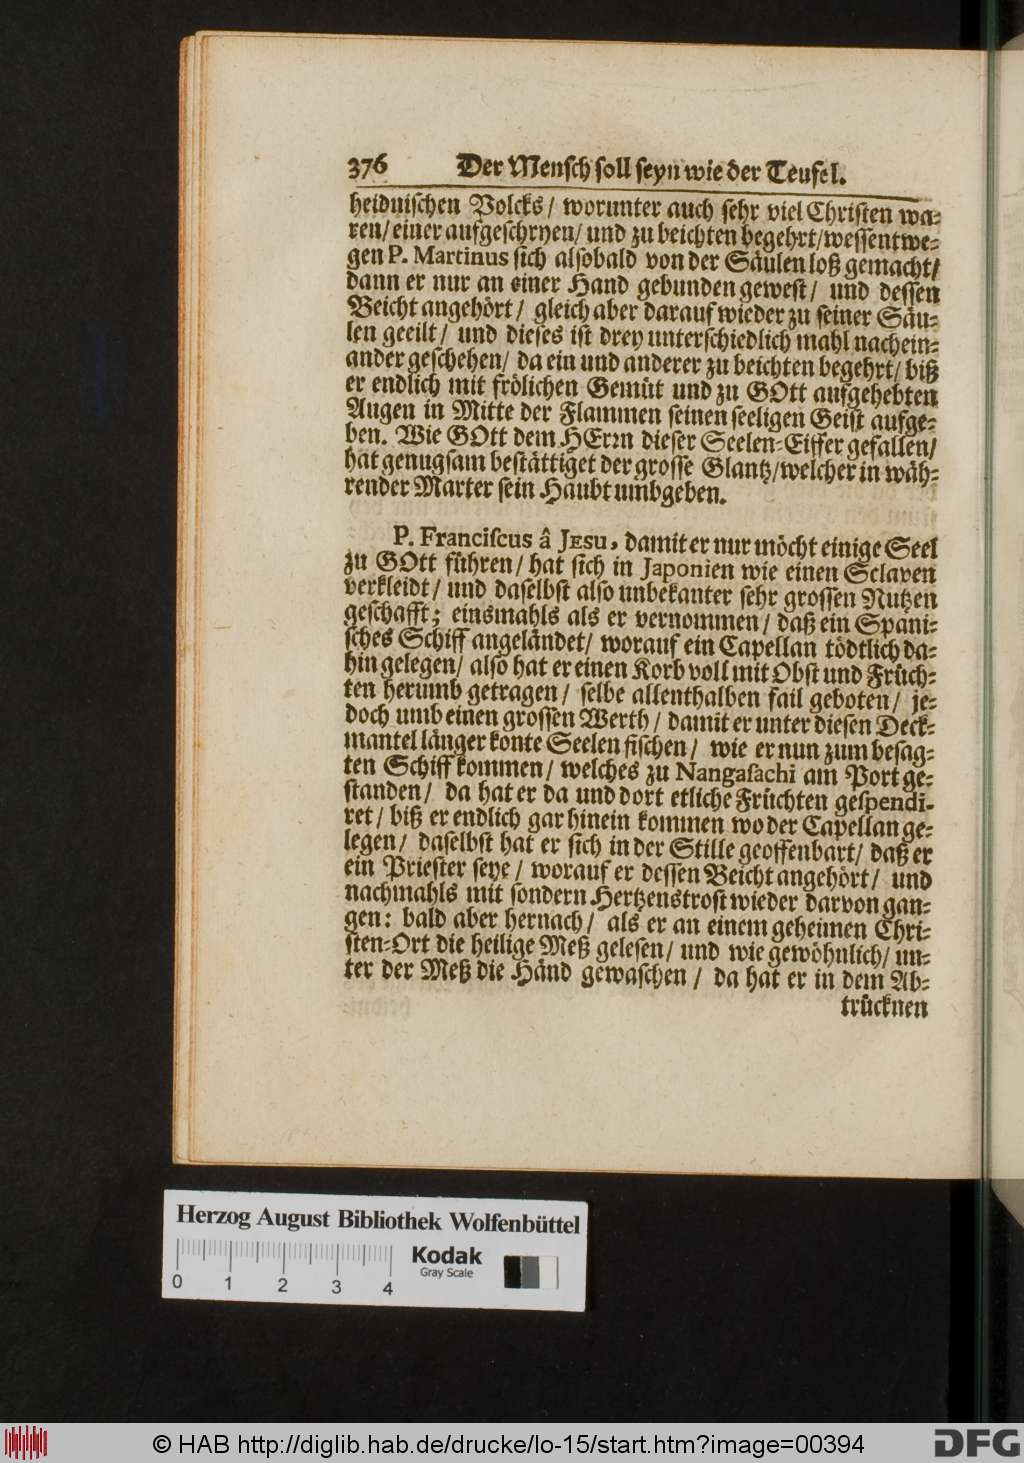 376 Der Mensch soll seyn wie der Teufel.
heidnischen Volcks / worunter auch sehr viel Christen wa-
ren / einer aufgeschryen / und zu beichten begehrt / wessentwe-
gen P. Martinus sich alsobald von der Säulen loß gemacht /
dann er nur an einer Hand gebunden gewest / und dessen
Beicht angehört / gleich aber darauf wieder zu seiner Säu-
len geeilt / und dieses ist drey unterschiedlich mahl nachein-
ander geschehen / da ein und anderer zu beichten begehrt / biß
er endlich mit frölichen Gemüt und zu GOtt aufgehebten
Augen in Mitte der Flammen seinen seeligen Geist aufge-
ben. Wie GOtt dem HErrn dieser Seelen-Eiffer gefallen /
hat genugsam bestättiget der grosse Glantz / welcher in wäh-
render Marter sein Haubt umbgeben.
P. Franciscus â JESU, damit er nur möcht einige Seel
zu GOtt führen / hat sich in Japonien wie einen Sclaven
verkleidt / und daselbst also unbekanter sehr grossen Nutzen
geschafft; einsmahls als er vernommen / daß ein Spani-
sches Schiff angeländet / worauf ein Capellan tödtlich da-
hin gelegen / also hat er einen Korb voll mit Obst und Früch-
ten herumb getragen / selbe allenthalben fail geboten / je-
doch umb einen grossen Werth / damit er unter diesen Deck-
mantel länger konte Seelen fischen / wie er nun zum besag-
ten Schiff kommen / welches zu Nangasachi am Port ge-
standen / da hat er da und dort etliche Früchten gespendi-
ret / biß er endlich gar hinein kommen wo der Capellan ge-
legen / daselbst hat er sich in der Stille geoffenbart / daß er
ein Priester seye / worauf er dessen Beicht angehört / und
nachmahls mit sondern Hertzenstrost wieder darvon gan-
gen: bald aber hernach / als er an einem geheimen Chri-
sten-Ort die heilige Meß gelesen / und wie gewöhnlich / un-
ter der Meß die Händ gewaschen / da hat er in dem Ab-
trücknen
Herzog August Bibliothek Wolfenbüttel
Kodak
Gray Scale
0 1 2 3 4
© HAB http://diglib.hab.de/drucke/lo-15/start.htm?image=00394
DFG